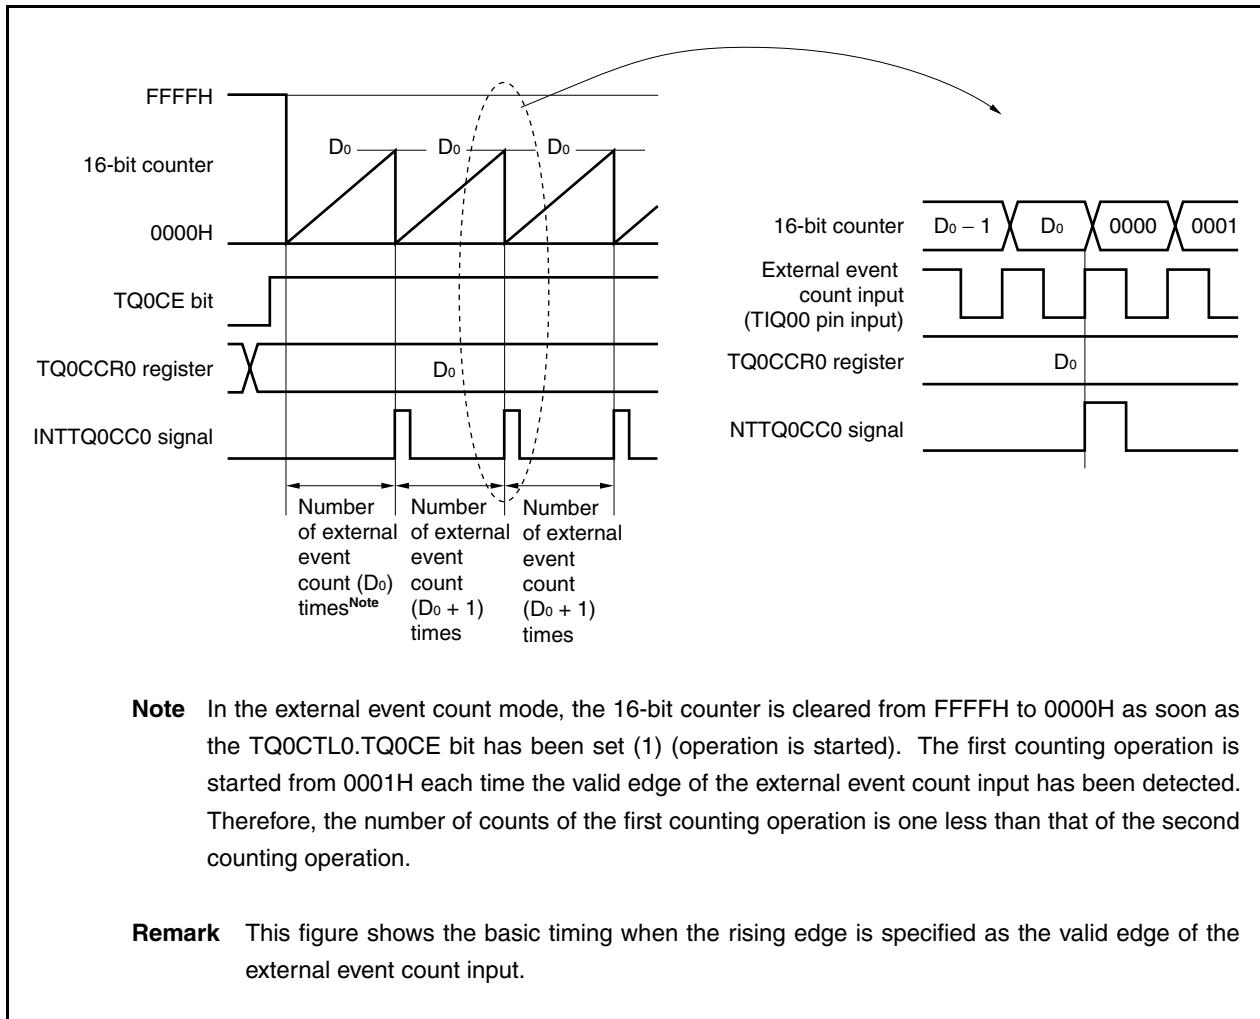 FFFFH
16-bit counter
0000H
D0
D0
D0
TQ0CE bit
TQ0CCR0 register
D0
INTTQ0CC0 signal
Number
of external
event
count (D0)
timesNote
Number
of external
event
count
(D0 + 1)
times
Number
of external
event
count
(D0 + 1)
times
16-bit counter
D0 − 1
D0
0000
0001
External event
count input
(TIQ00 pin input)
TQ0CCR0 register
D0
NTTQ0CC0 signal
Note In the external event count mode, the 16-bit counter is cleared from FFFFH to 0000H as soon as
the TQ0CTL0.TQ0CE bit has been set (1) (operation is started). The first counting operation is
started from 0001H each time the valid edge of the external event count input has been detected.
Therefore, the number of counts of the first counting operation is one less than that of the second
counting operation.
Remark This figure shows the basic timing when the rising edge is specified as the valid edge of the
external event count input.